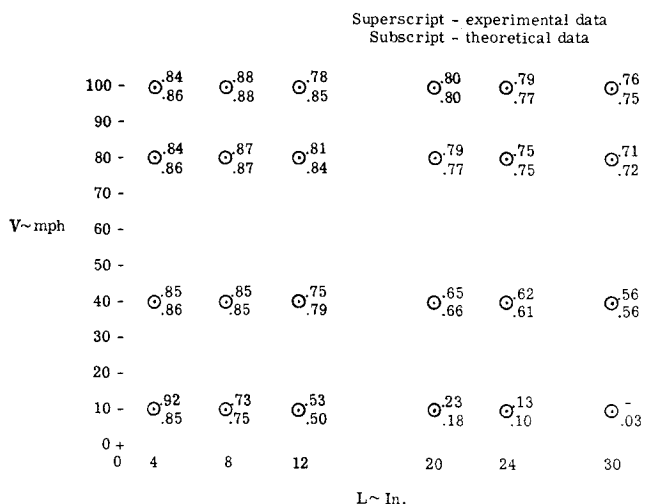 Superscript - experimental data
Subscript - theoretical data
100 - .84 .88 .78 .80 .79 .76
.86 .88 .85 .80 .77 .75
90 -
80 - .84 .87 .81 .79 .75 .71
.86 .87 .84 .77 .75 .72
70 -
V~mph 60 -
50 -
40 - .85 .85 .75 .65 .62 .56
.86 .85 .79 .66 .61 .56
30 -
20 -
10 - .92 .73 .53 .23 .13 -
.85 .75 .50 .18 .10 .03
0 +
0 4 8 12 20 24 30
L~In.